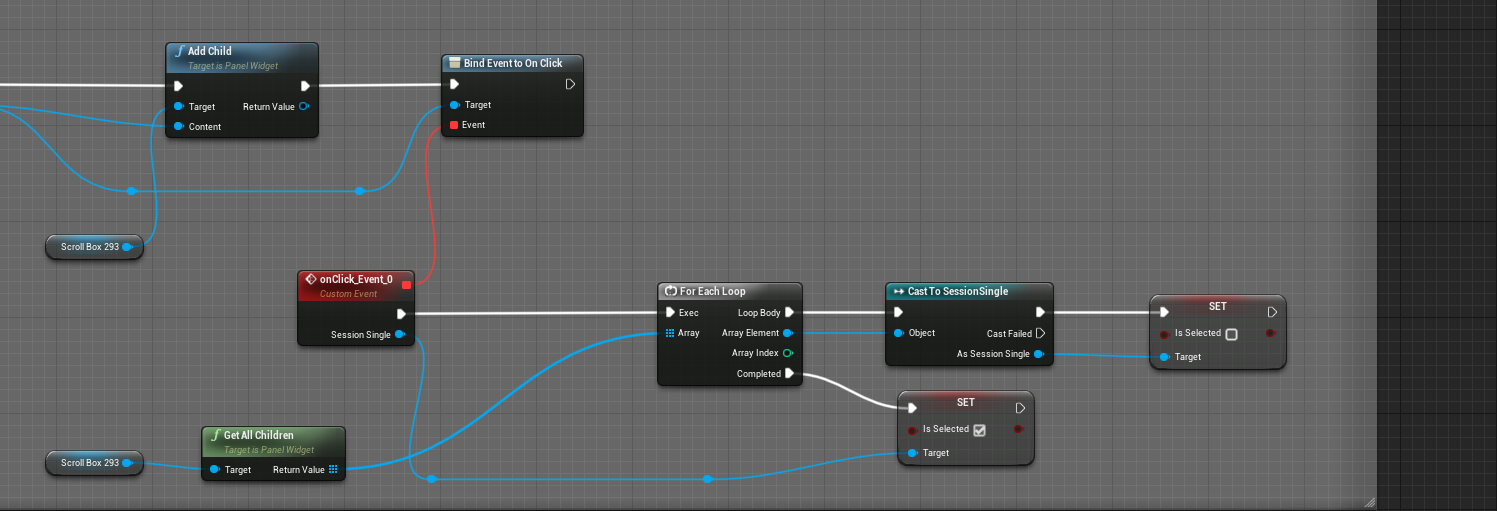 Add Child
Target is Panel Widget
Target
Return Value
Content
Bind Event to On Click
Target
Event
Scroll Box 293
onClick_Event_0
Custom Event
Session Single
For Each Loop
Exec
Loop Body
Array
Array Element
Array Index
Completed
Cast To SessionSingle
Object
Cast Failed
As Session Single
SET
Is Selected
Target
SET
Is Selected
Target
Scroll Box 293
Get All Children
Target is Panel Widget
Target
Return Value